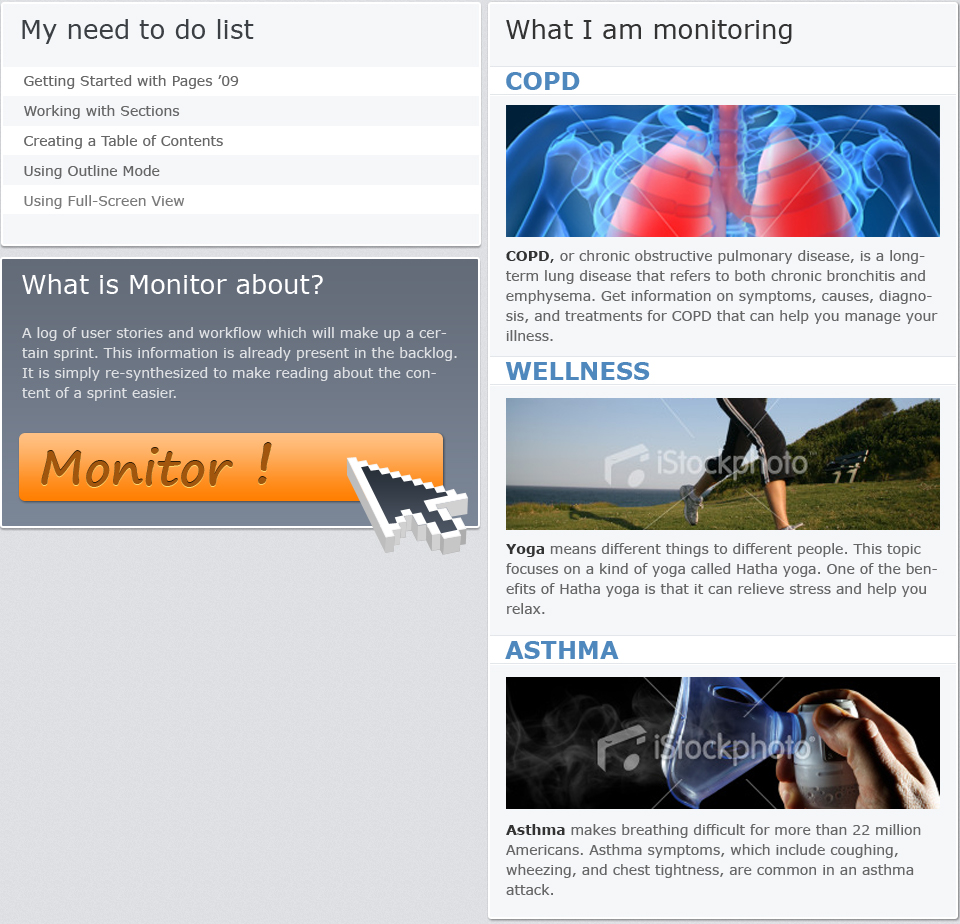 My need to do list
Getting Started with Pages ’09
Working with Sections
Creating a Table of Contents
Using Outline Mode
Using Full-Screen View
What is Monitor about?
A log of user stories and workflow which will make up a cer-
tain sprint. This information is already present in the backlog.
It is simply re-synthesized to make reading about the con-
tent of a sprint easier.
Monitor !
What I am monitoring
COPD
COPD, or chronic obstructive pulmonary disease, is a long-
term lung disease that refers to both chronic bronchitis and
emphysema. Get information on symptoms, causes, diagno-
sis, and treatments for COPD that can help you manage your
illness.
WELLNESS
iStockphoto
Yoga means different things to different people. This topic
focuses on a kind of yoga called Hatha yoga. One of the ben-
efits of Hatha yoga is that it can relieve stress and help you
relax.
ASTHMA
iStockphoto
Asthma makes breathing difficult for more than 22 million
Americans. Asthma symptoms, which include coughing,
wheezing, and chest tightness, are common in an asthma
attack.